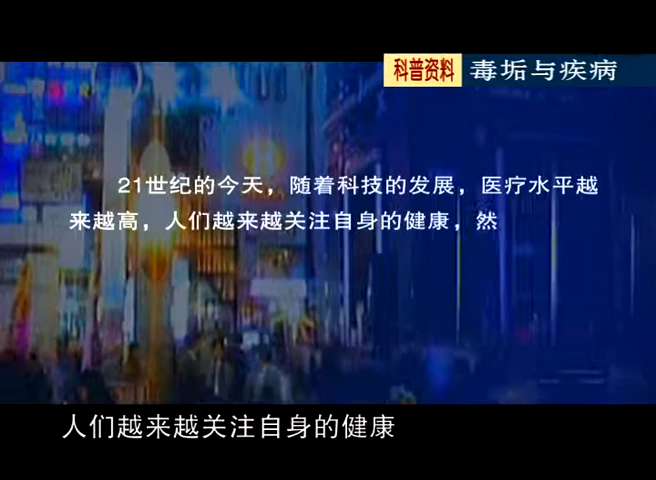 科普资料 毒垢与疾病
21世纪的今天，随着科技的发展，医疗水平越
来越高，人们越来越关注自身的健康，然
人们越来越关注自身的健康